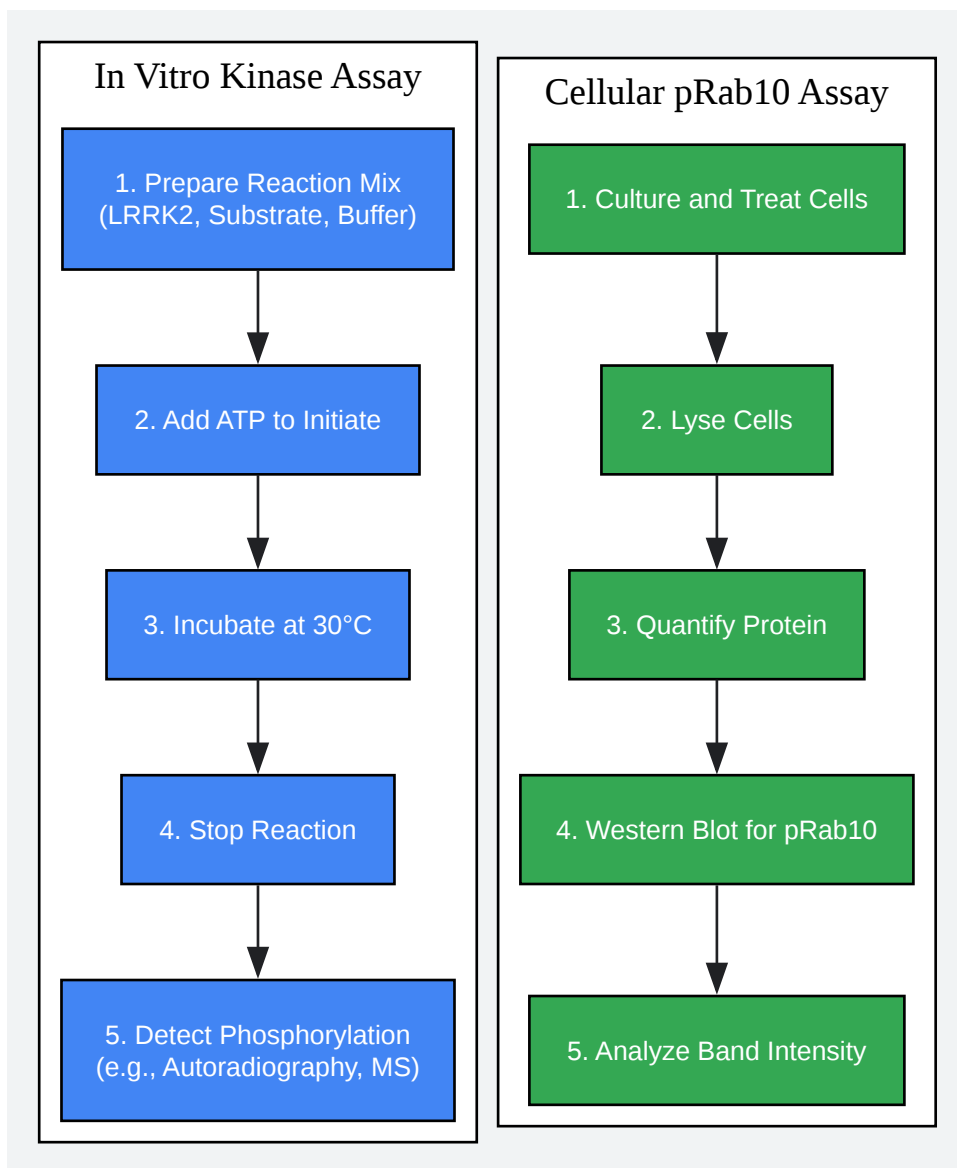 In Vitro Kinase Assay
1. Prepare Reaction Mix
(LRRK2, Substrate, Buffer)
2. Add ATP to Initiate
3. Incubate at 30°C
4. Stop Reaction
5. Detect Phosphorylation
(e.g., Autoradiography, MS)
Cellular pRab10 Assay
1. Culture and Treat Cells
2. Lyse Cells
3. Quantify Protein
4. Western Blot for pRab10
5. Analyze Band Intensity